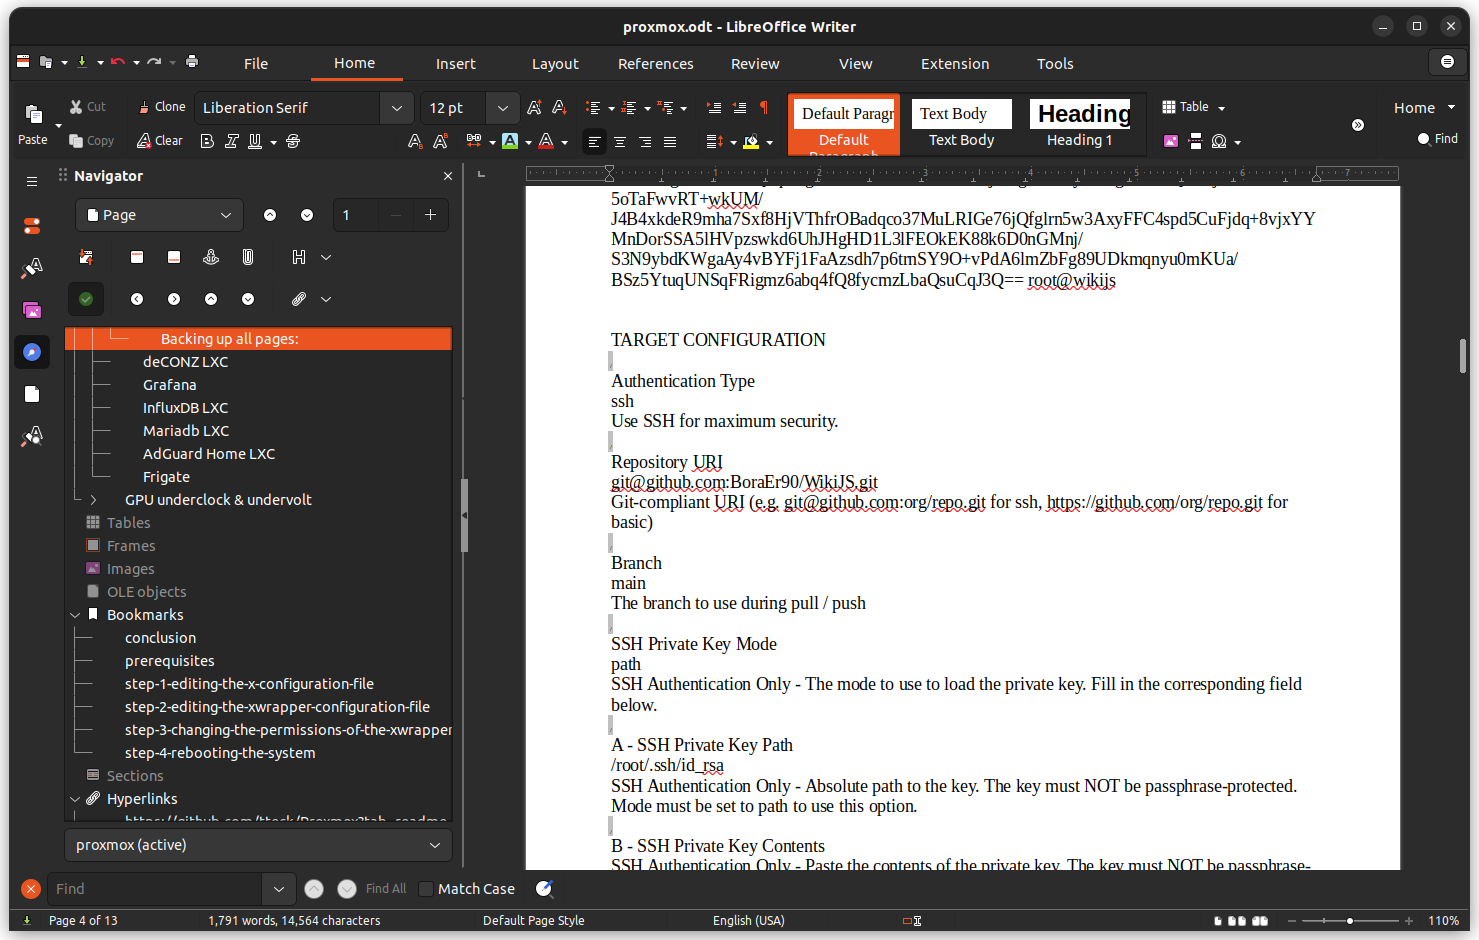 proxmox.odt - LibreOffice Writer
File Home Insert Layout References Review View Extension Tools
Paste
Cut
Copy
Clone
Clear
Liberation Serif
12 pt
Default Paragr
Default
Text Body
Text Body
Heading
Heading 1
Table
Home
Find
Navigator
Page
1
Backing up all pages:
deCONZ LXC
Grafana
InfluxDB LXC
Mariadb LXC
AdGuard Home LXC
Frigate
GPU underclock & undervolt
Tables
Frames
Images
OLE objects
Bookmarks
conclusion
prerequisites
step-1-editing-the-x-configuration-file
step-2-editing-the-xwrapper-configuration-file
step-3-changing-the-permissions-of-the-xwrapper
step-4-rebooting-the-system
Sections
Hyperlinks
proxmox (active)
1 1 2 3 4 5 6 7
5oTaFwvRT+wkUM/
J4B4xkdeR9mha7Sxf8HjVThfrOBadqco37MuLRIGe76jQfglrn5w3AxyFFC4spd5CuFjdq+8vjxYY
MnDorSSA5lHVpzswkd6UhJHgHD1L3lFEOkEK88k6D0nGMnj/
S3N9ybdKWgaAy4vBYFj1FaAzsdh7p6tmSY9O+vPdA6lmZbFg89UDkmqnyu0mKUa/
BSz5YtuqUNSqFRigmz6abq4fQ8fycmzLbaQsuCqJ3Q== root@wikijs
TARGET CONFIGURATION
Authentication Type
ssh
Use SSH for maximum security.
Repository URI
git@github.com:BoraEr90/WikiJS.git
Git-compliant URI (e.g. git@github.com:org/repo.git for ssh, https://github.com/org/repo.git for
basic)
Branch
main
The branch to use during pull / push
SSH Private Key Mode
path
SSH Authentication Only - The mode to use to load the private key. Fill in the corresponding field
below.
A - SSH Private Key Path
/root/.ssh/id_rsa
SSH Authentication Only - Absolute path to the key. The key must NOT be passphrase-protected.
Mode must be set to path to use this option.
B - SSH Private Key Contents
SSH Authentication Only - Paste the contents of the private key. The key must NOT be passphrase-
Find
Find All
Match Case
Page 4 of 13
1,791 words, 14,564 characters
Default Page Style
English (USA)
110%